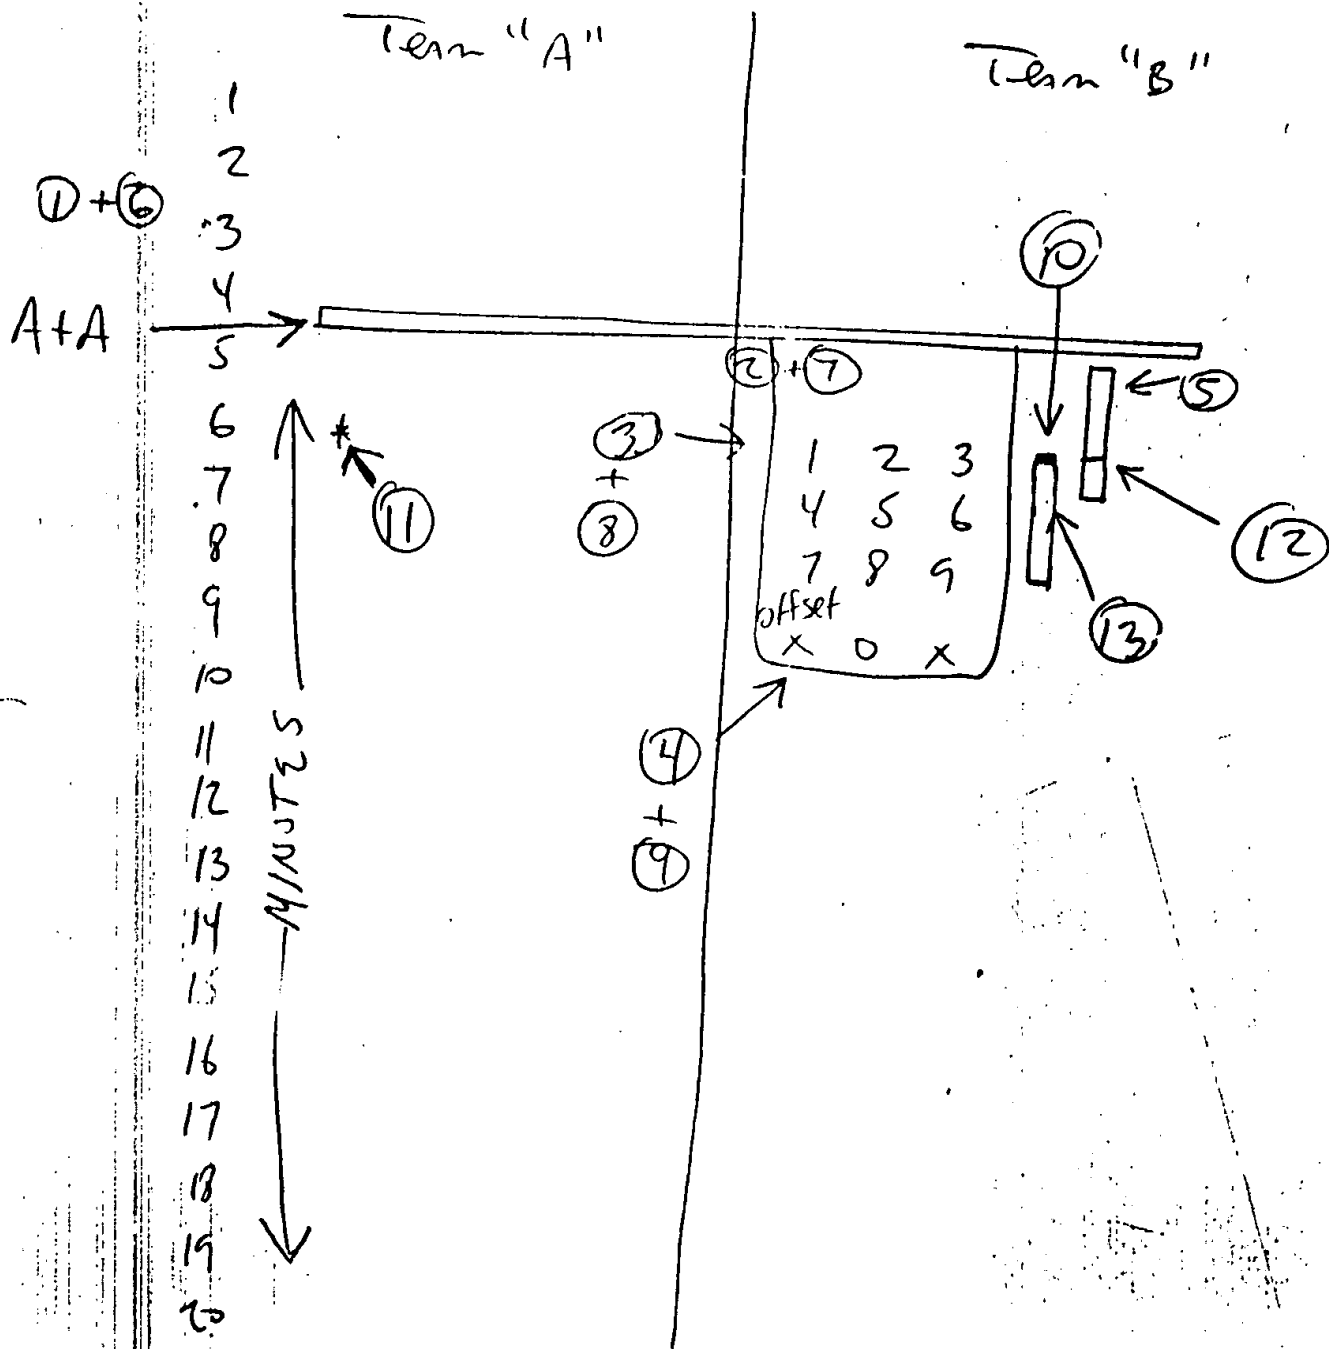 Team "A"
Team "B"
1
2
① + ⑥
3
4
A+A
5
② + ⑦
⑩
⑤
6
③
+
⑧
7
⑪
1 2 3
4 5 6
7 8 9
offset
X O X
⑫
⑬
8
9
10
11
12
13
14
15
16
17
18
19
20
MINUTES
④
+
⑨